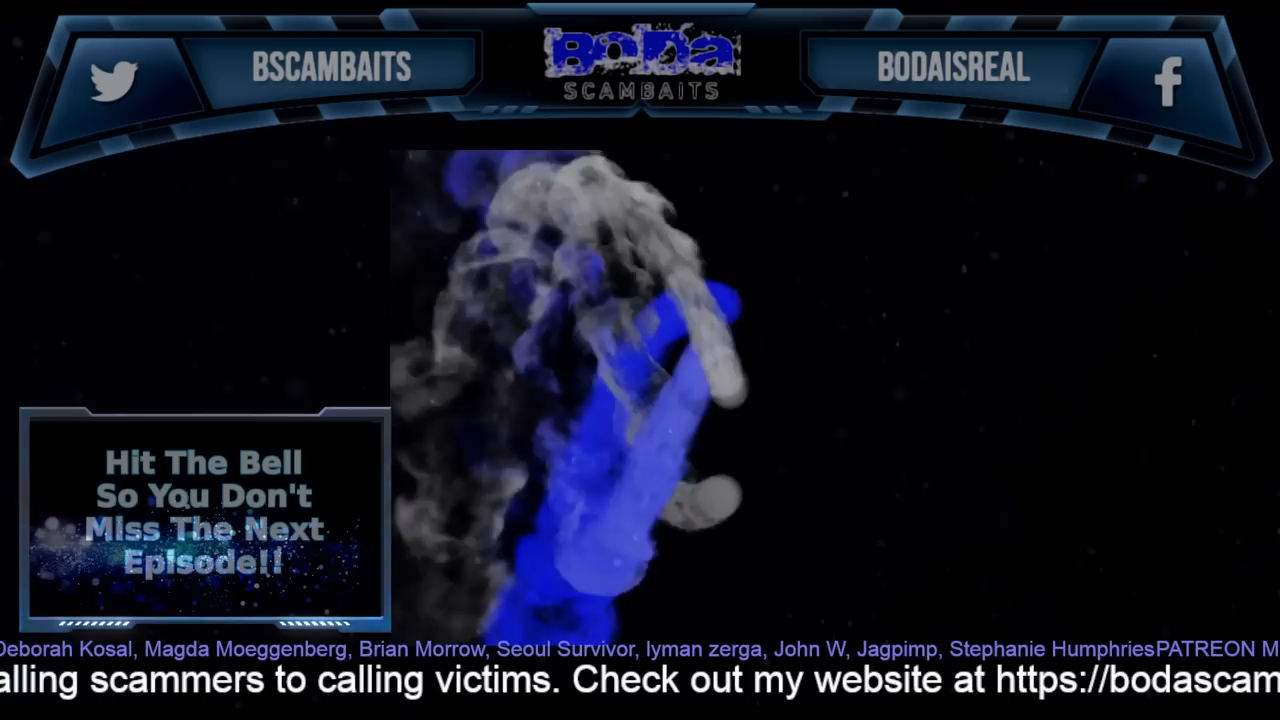 BSCAMBAITS
BoDa
SCAMBAITS
BODAISREAL
Hit The Bell
So You Don't
Miss The Next
Episode!!
Deborah Kosal, Magda Moeggenberg, Brian Morrow, Seoul Survivor, lyman zerga, John W, Jagpimp, Stephanie HumphriesPATREON M
alling scammers to calling victims. Check out my website at https://bodascam